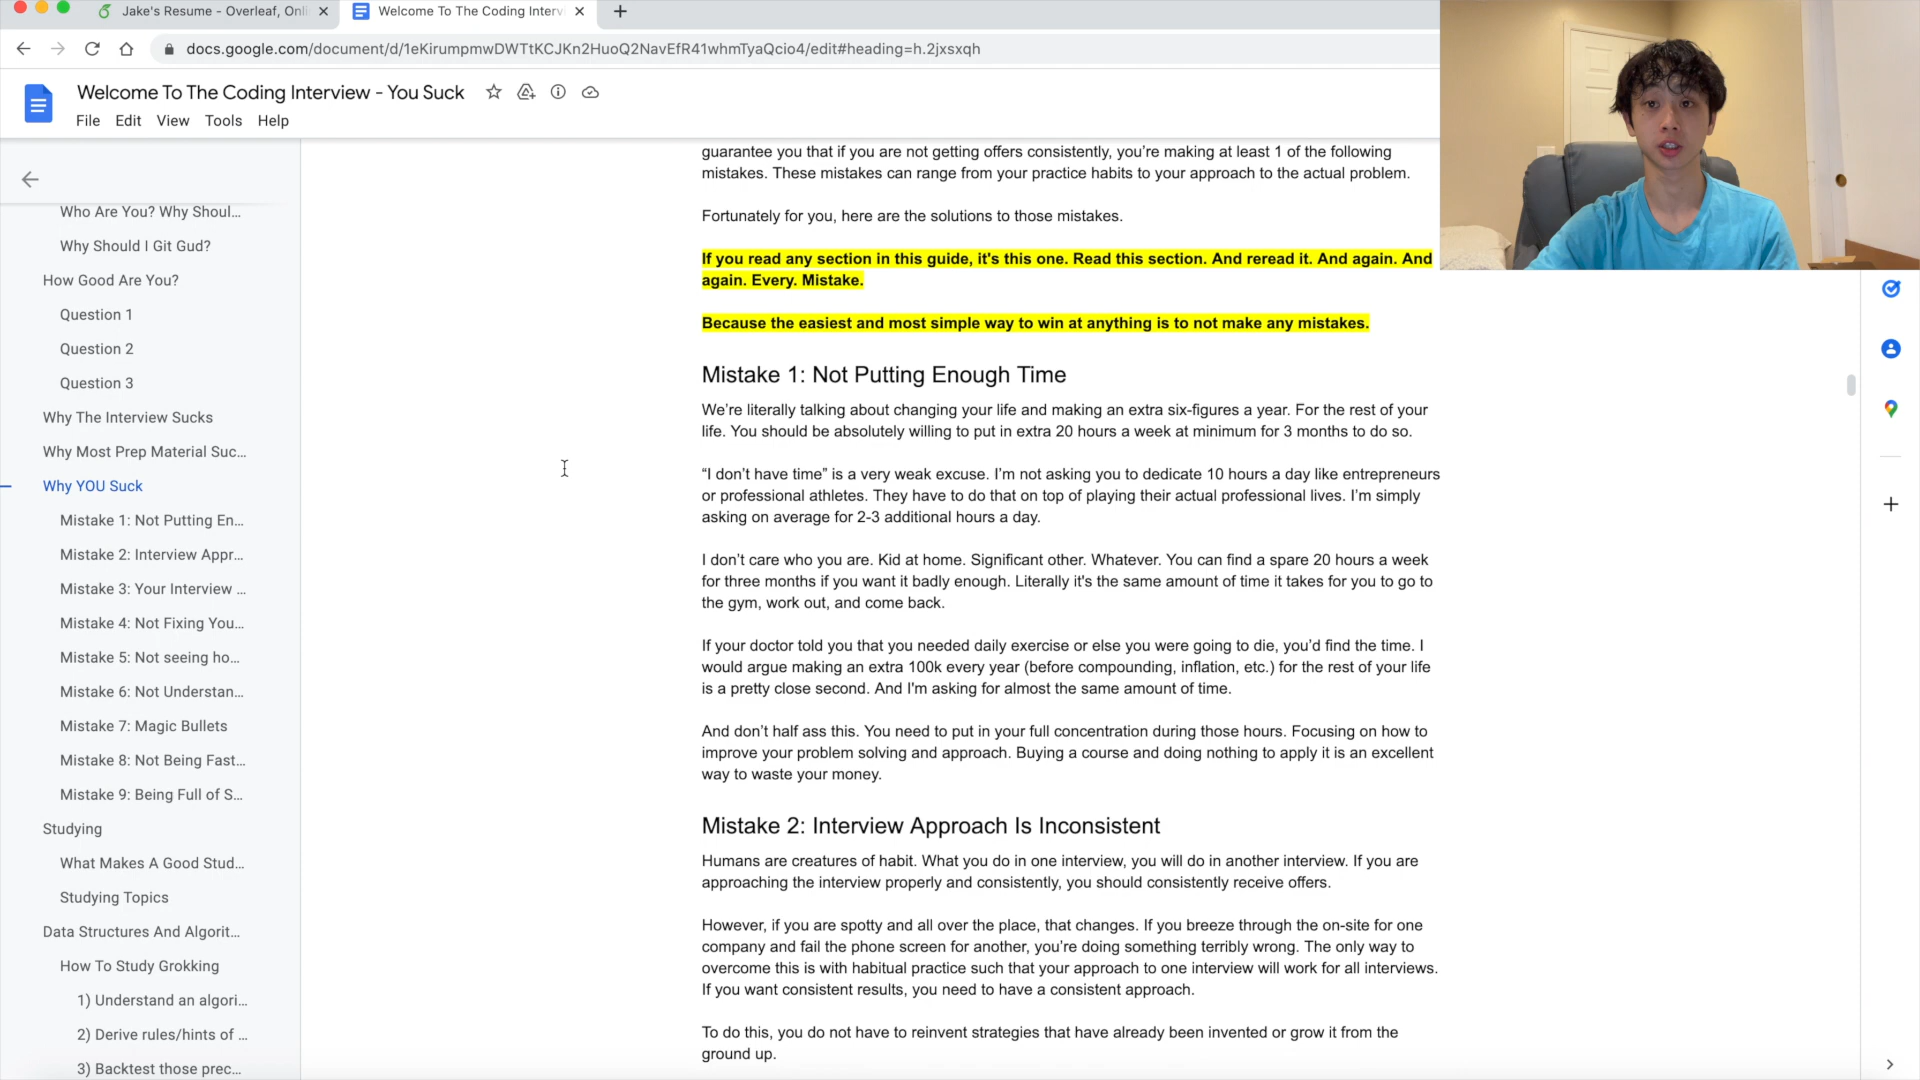 Jake's Resume - Overleaf, Onli
Welcome To The Coding Interv
docs.google.com/document/d/1eKirumpmwDWTtKCJKn2HuoQ2NavEfR41whmTyaQcio4/edit#heading=h.2jxsxqh
Welcome To The Coding Interview - You Suck
File Edit View Tools Help
Who Are You? Why Shoul...
Why Should I Git Gud?
How Good Are You?
Question 1
Question 2
Question 3
Why The Interview Sucks
Why Most Prep Material Suc...
Why YOU Suck
Mistake 1: Not Putting En...
Mistake 2: Interview Appr...
Mistake 3: Your Interview ...
Mistake 4: Not Fixing You...
Mistake 5: Not seeing ho...
Mistake 6: Not Understan...
Mistake 7: Magic Bullets
Mistake 8: Not Being Fast...
Mistake 9: Being Full of S...
Studying
What Makes A Good Stud...
Studying Topics
Data Structures And Algorit...
How To Study Grokking
1) Understand an algori...
2) Derive rules/hints of ...
3) Backtest those prec...
guarantee you that if you are not getting offers consistently, you're making at least 1 of the following
mistakes. These mistakes can range from your practice habits to your approach to the actual problem.
Fortunately for you, here are the solutions to those mistakes.
If you read any section in this guide, it's this one. Read this section. And reread it. And again. And
again. Every. Mistake.
Because the easiest and most simple way to win at anything is to not make any mistakes.
Mistake 1: Not Putting Enough Time
We're literally talking about changing your life and making an extra six-figures a year. For the rest of your
life. You should be absolutely willing to put in extra 20 hours a week at minimum for 3 months to do so.
“I don't have time” is a very weak excuse. I'm not asking you to dedicate 10 hours a day like entrepreneurs
or professional athletes. They have to do that on top of playing their actual professional lives. I'm simply
asking on average for 2-3 additional hours a day.
I don't care who you are. Kid at home. Significant other. Whatever. You can find a spare 20 hours a week
for three months if you want it badly enough. Literally it's the same amount of time it takes for you to go to
the gym, work out, and come back.
If your doctor told you that you needed daily exercise or else you were going to die, you'd find the time. I
would argue making an extra 100k every year (before compounding, inflation, etc.) for the rest of your life
is a pretty close second. And I'm asking for almost the same amount of time.
And don't half ass this. You need to put in your full concentration during those hours. Focusing on how to
improve your problem solving and approach. Buying a course and doing nothing to apply it is an excellent
way to waste your money.
Mistake 2: Interview Approach Is Inconsistent
Humans are creatures of habit. What you do in one interview, you will do in another interview. If you are
approaching the interview properly and consistently, you should consistently receive offers.
However, if you are spotty and all over the place, that changes. If you breeze through the on-site for one
company and fail the phone screen for another, you're doing something terribly wrong. The only way to
overcome this is with habitual practice such that your approach to one interview will work for all interviews.
If you want consistent results, you need to have a consistent approach.
To do this, you do not have to reinvent strategies that have already been invented or grow it from the
ground up.